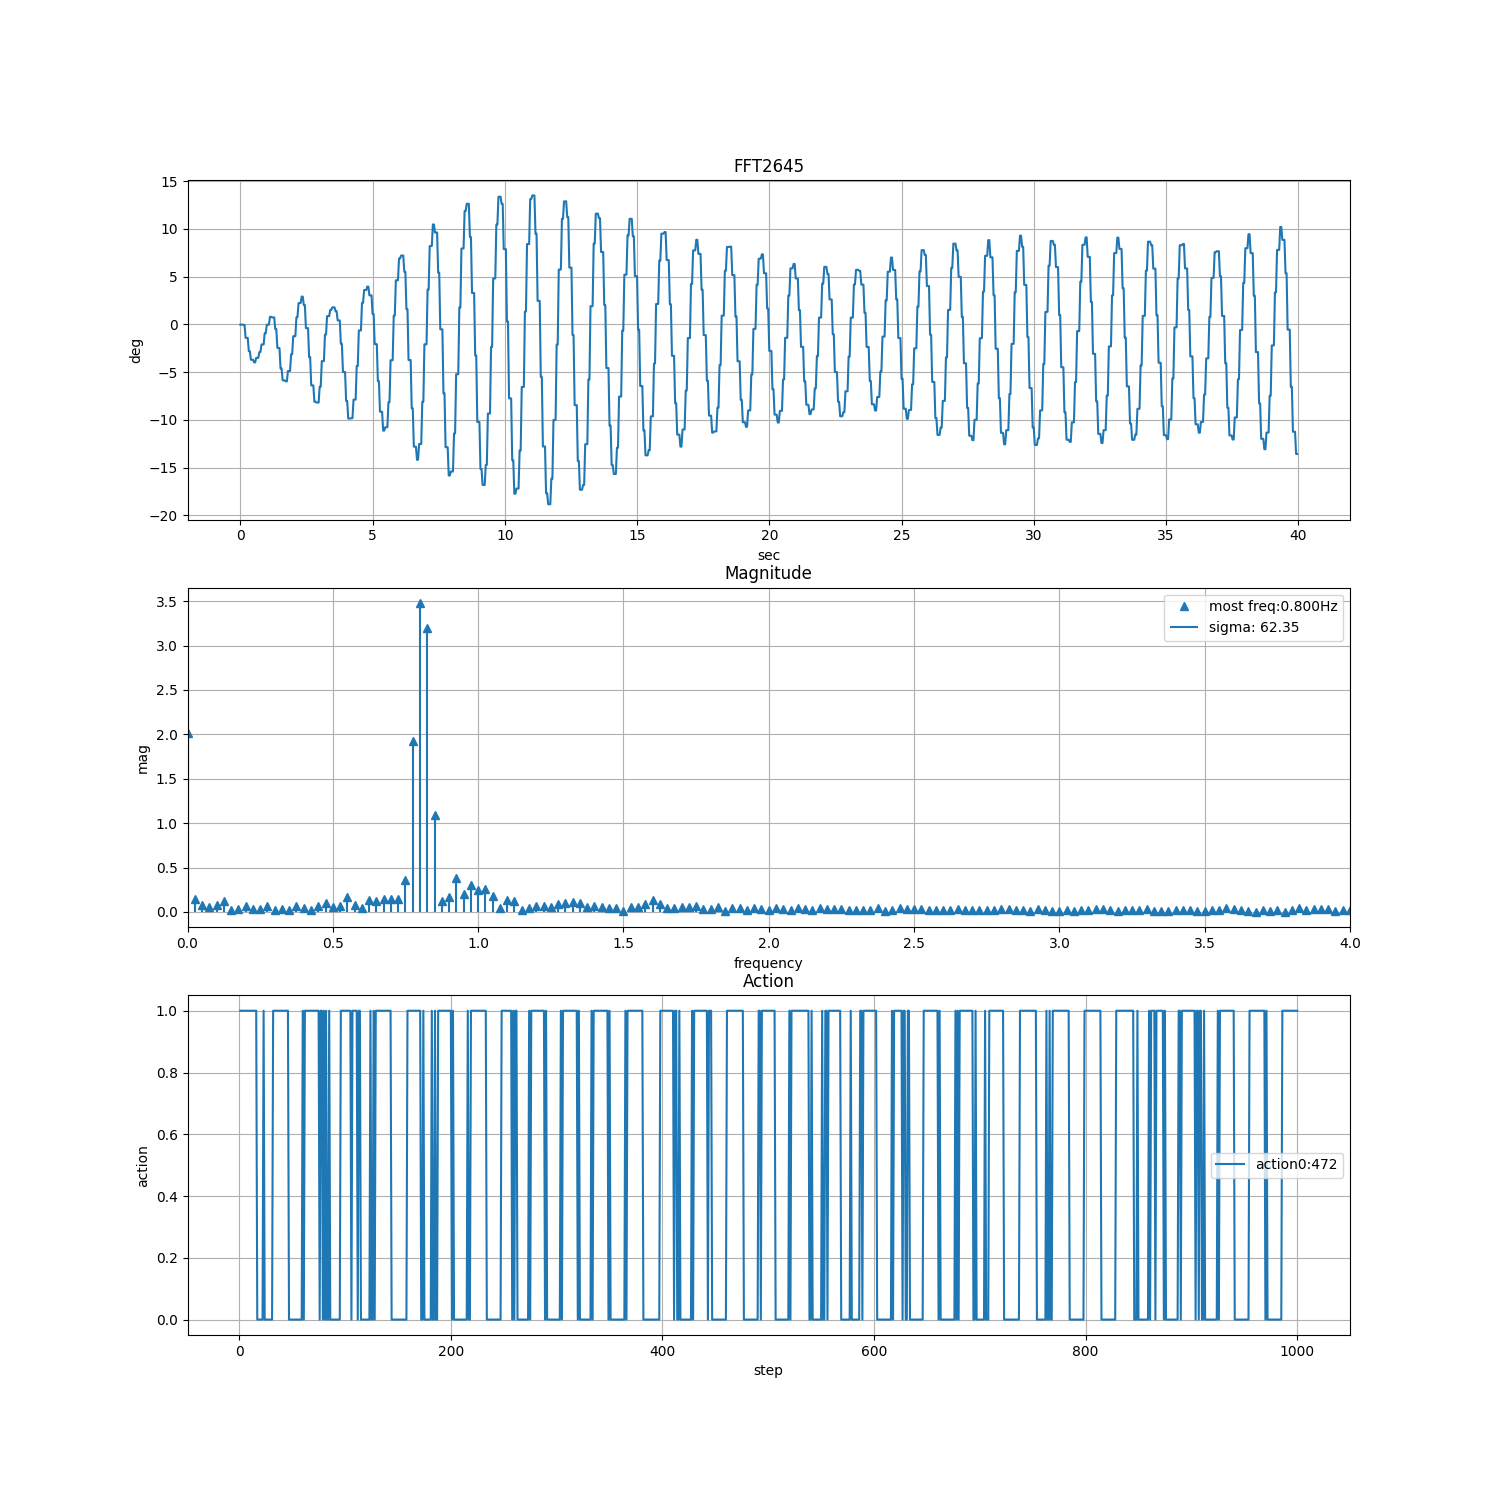 FFT2645
15
10
5
0
−5
−10
−15
−20
deg
0 5 10 15 20 25 30 35 40
sec
Magnitude
3.5
3.0
2.5
2.0
1.5
1.0
0.5
0.0
mag
most freq:0.800Hz
sigma: 62.35
0.0 0.5 1.0 1.5 2.0 2.5 3.0 3.5 4.0
frequency
Action
1.0
0.8
0.6
0.4
0.2
0.0
action
action0:472
0 200 400 600 800 1000
step